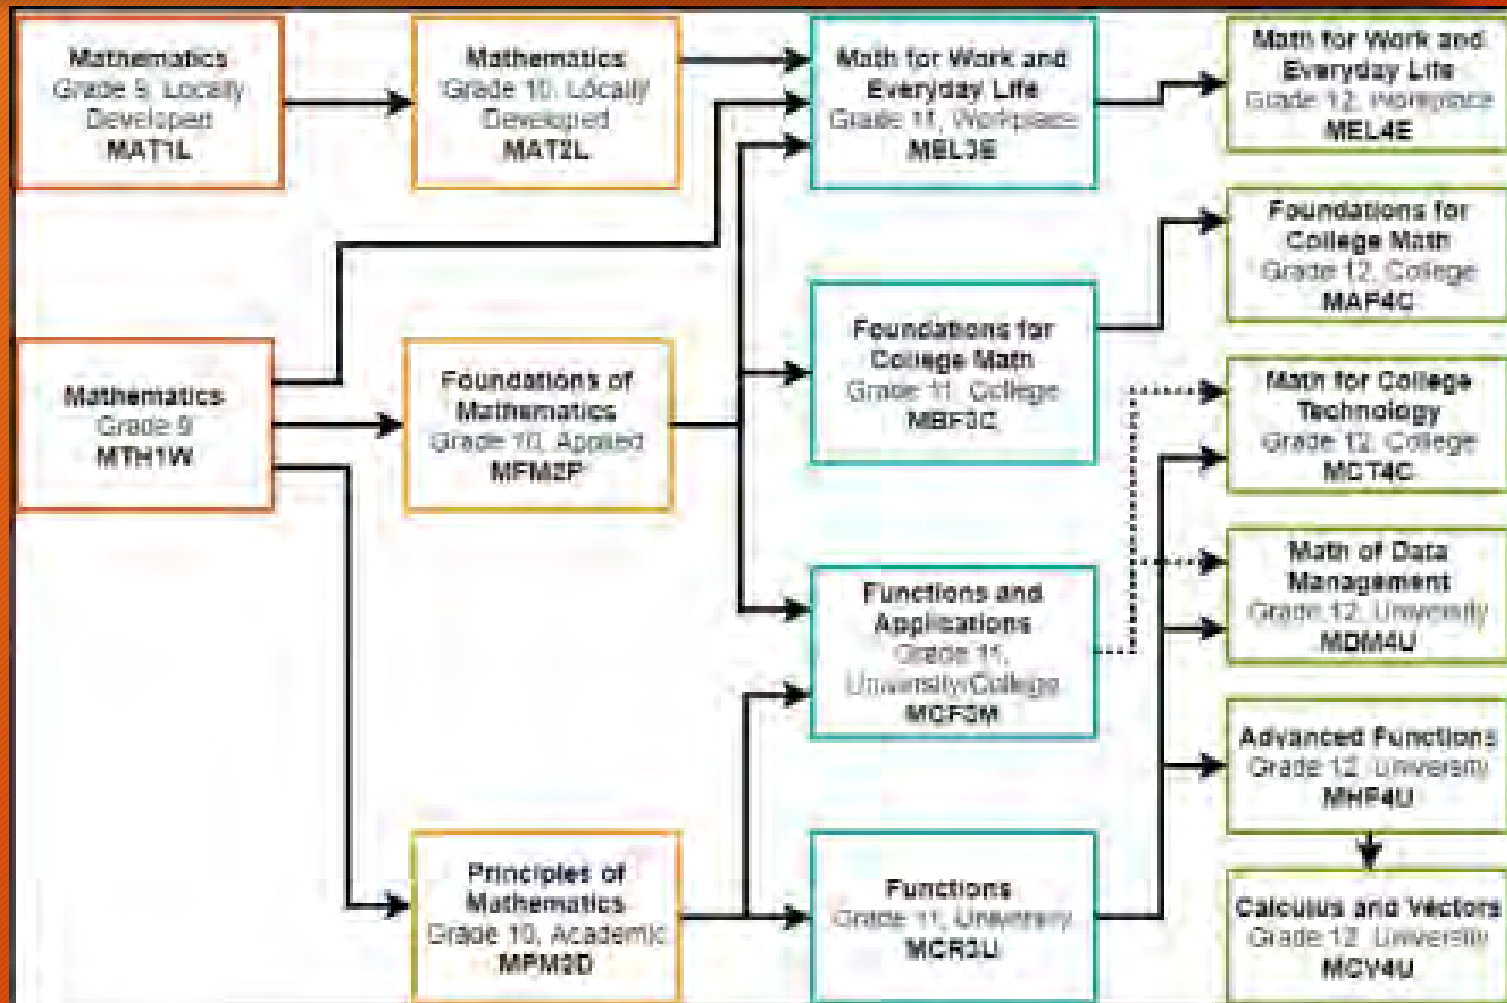 Mathematics
Grade 9, Locally
Developed
MAT1L
Mathematics
Grade 10, Locally
Developed
MAT2L
Math for Work and
Everyday Life
Grade 11, Workplace
MEL3E
Math for Work and
Everyday Life
Grade 12, Workplace
MEL4E
Foundations for
College Math
Grade 12, College
MAP4C
Mathematics
Grade 9
MTH1W
Foundations of
Mathematics
Grade 10, Applied
MFM2P
Foundations for
College Math
Grade 11, College
MBF3C
Math for College
Technology
Grade 12, College
MCT4C
Functions and
Applications
Grade 11,
University/College
MCF3M
Math of Data
Management
Grade 12, University
MDM4U
Advanced Functions
Grade 12, University
MHF4U
Principles of
Mathematics
Grade 10, Academic
MPM2D
Functions
Grade 11, University
MCR3U
Calculus and Vectors
Grade 12, University
MCV4U